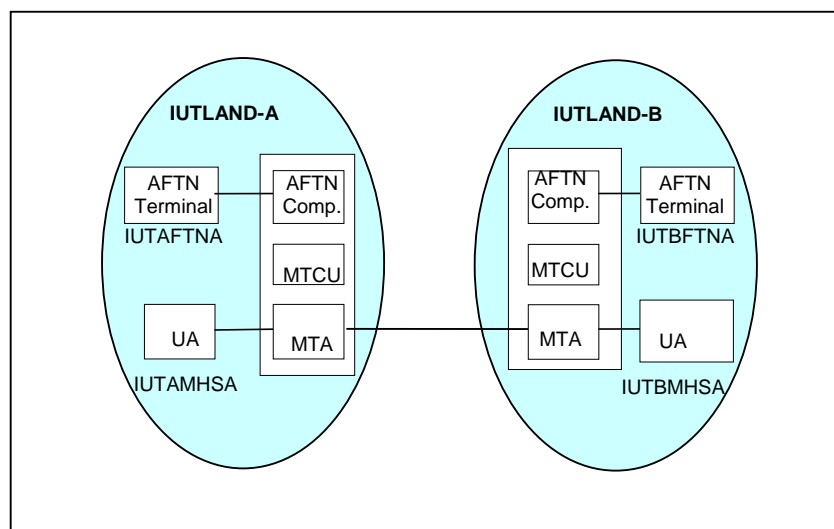 IUTLAND-A
AFTN
Terminal
IUTAFTNA
AFTN
Comp.
MTCU
UA
MTA
IUTAMHSA
IUTLAND-B
AFTN
Comp.
AFTN
Terminal
IUTBFTNA
MTCU
MTA
UA
IUTBMHSA